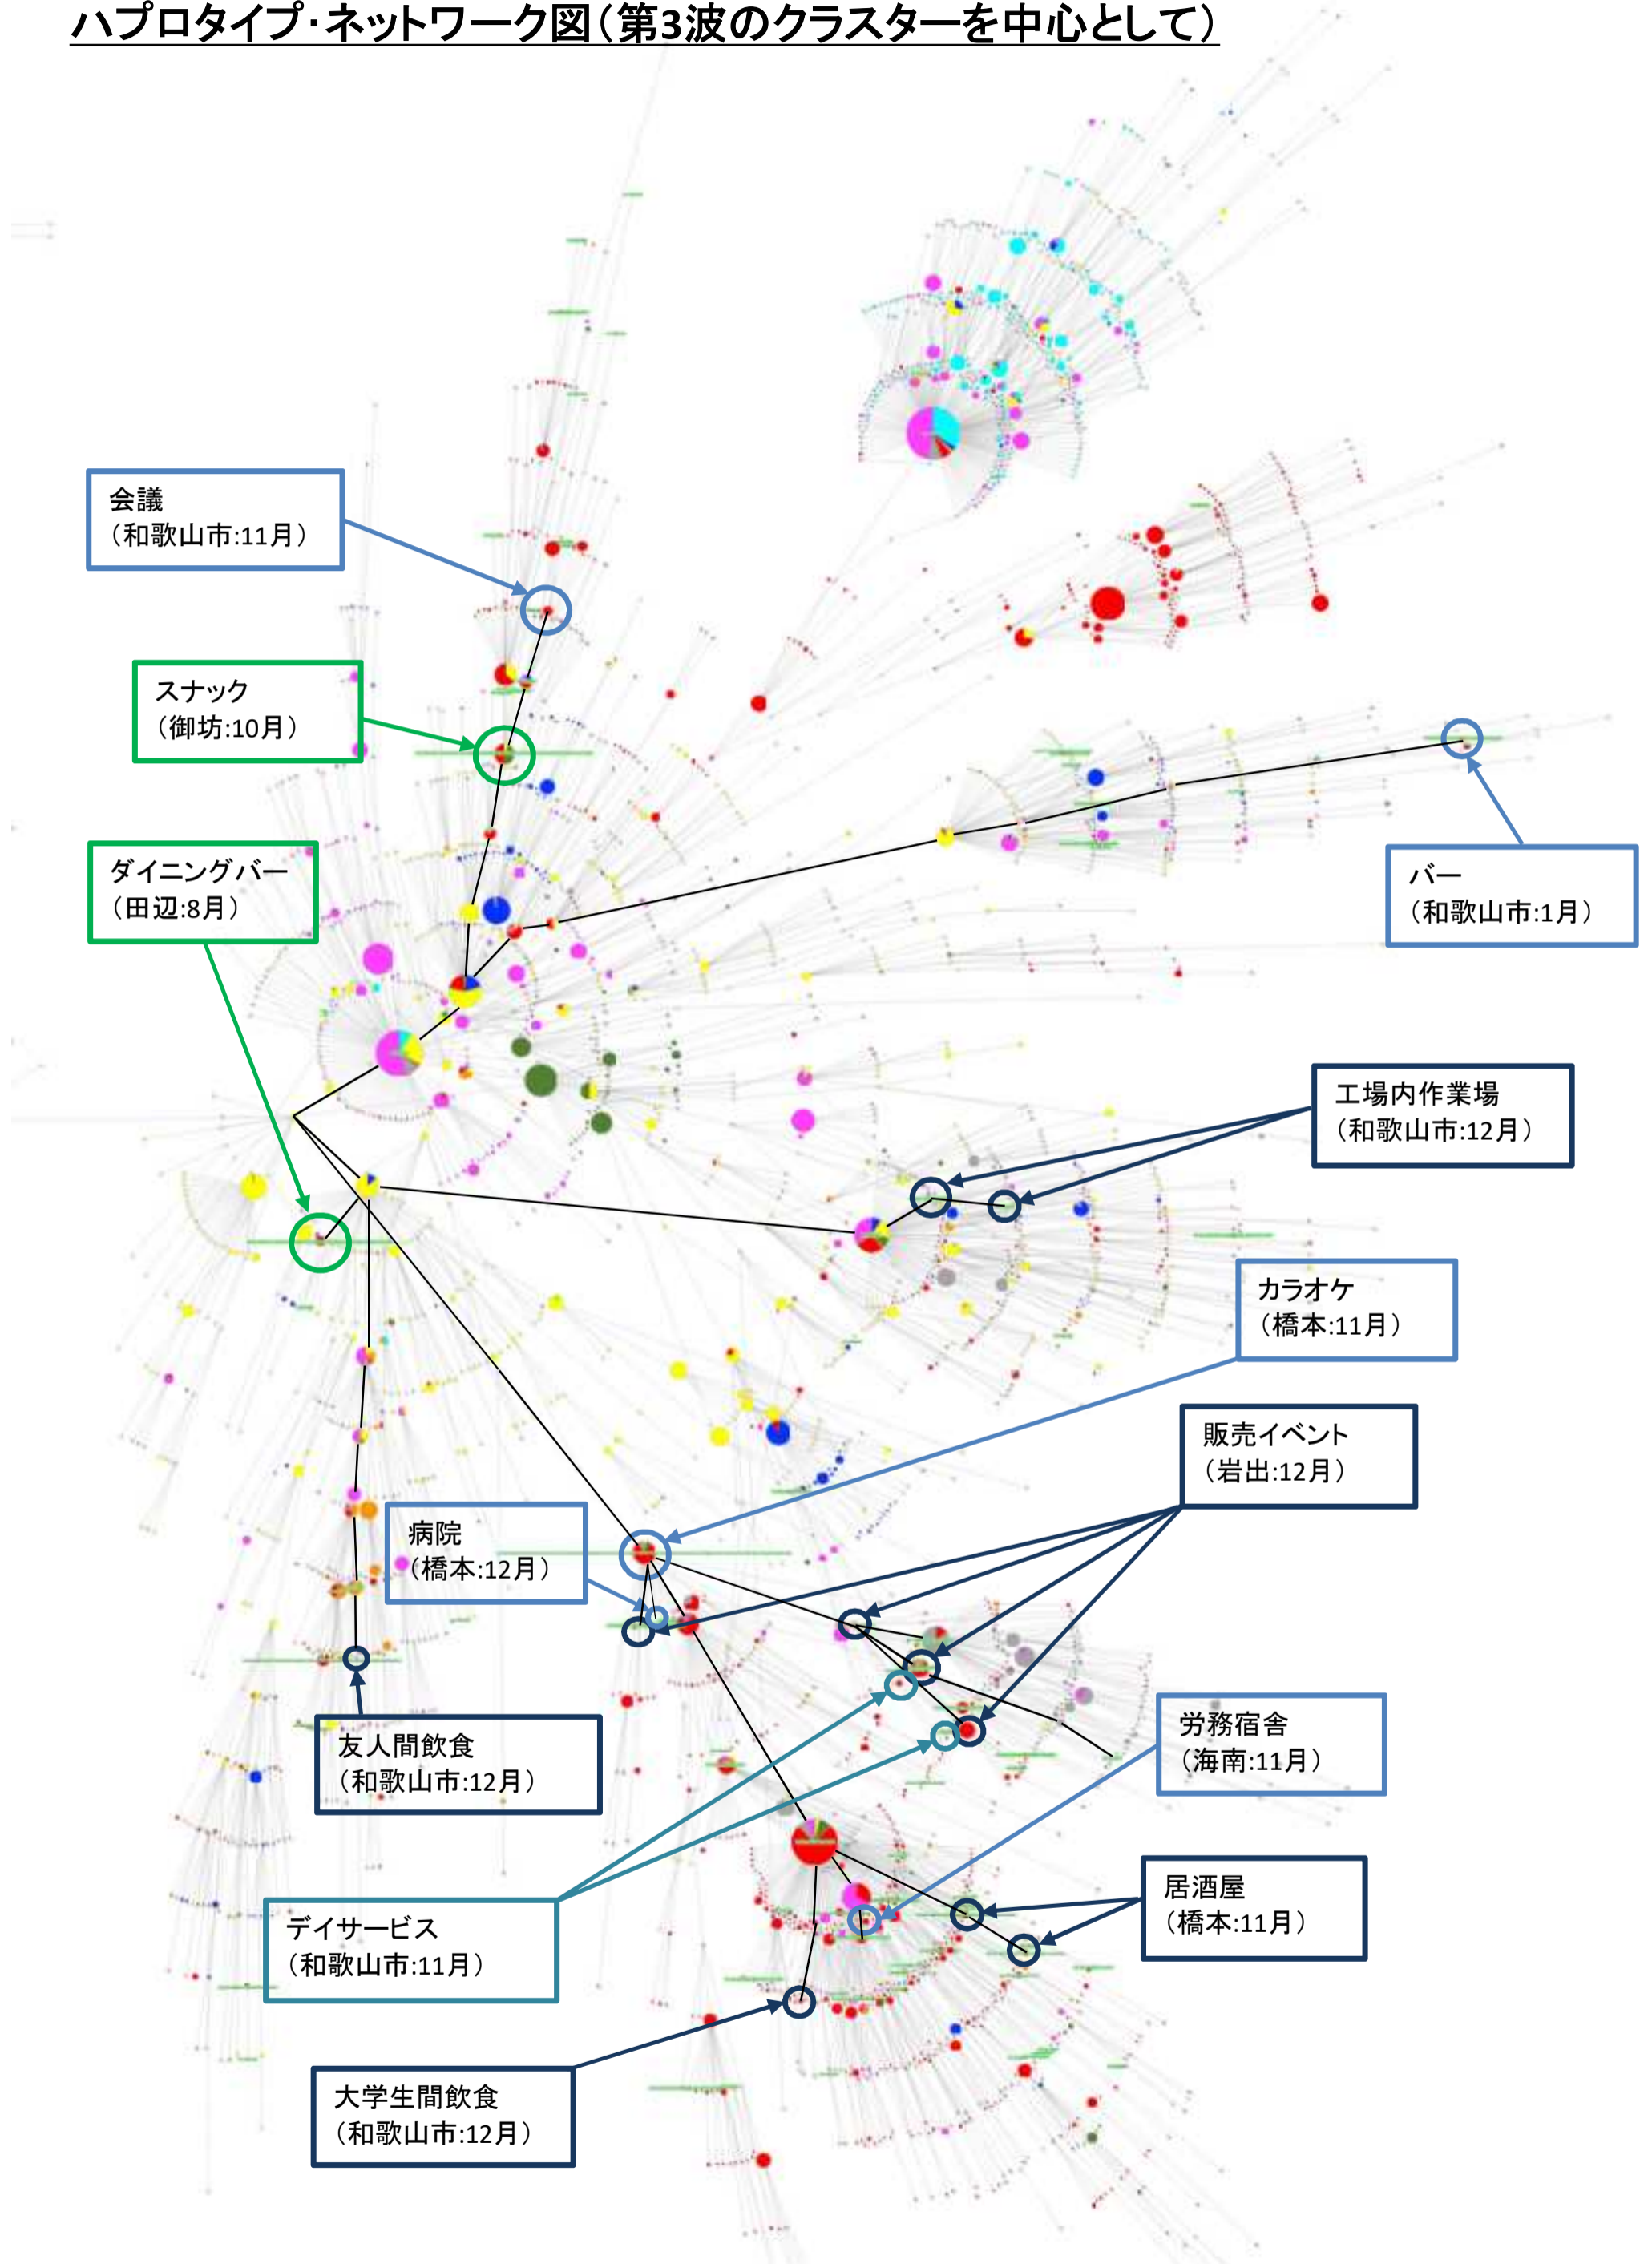 ハプロタイプ・ネットワーク図(第3波のクラスターを中心として)
会議
(和歌山市:11月)
スナック
(御坊:10月)
ダイニングバー
(田辺:8月)
バー
(和歌山市:1月)
工場内作業場
(和歌山市:12月)
カラオケ
(橋本:11月)
販売イベント
(岩出:12月)
病院
(橋本:12月)
友人間飲食
(和歌山市:12月)
労務宿舎
(海南:11月)
居酒屋
(橋本:11月)
デイサービス
(和歌山市:11月)
大学生間飲食
(和歌山市:12月)